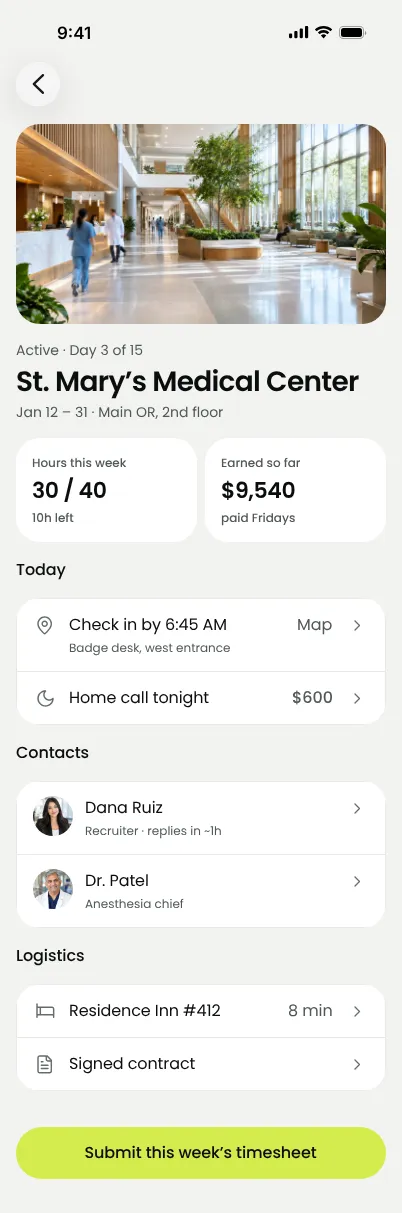 9:41
Active · Day 3 of 15
St. Mary’s Medical Center
Jan 12 – 31 · Main OR, 2nd floor
Hours this week
30 / 40
10h left
Earned so far
$9,540
paid Fridays
Today
Check in by 6:45 AM
Map
Badge desk, west entrance
Home call tonight
$600
Contacts
Dana Ruiz
Recruiter · replies in ~1h
Dr. Patel
Anesthesia chief
Logistics
Residence Inn #412
8 min
Signed contract
Submit this week’s timesheet